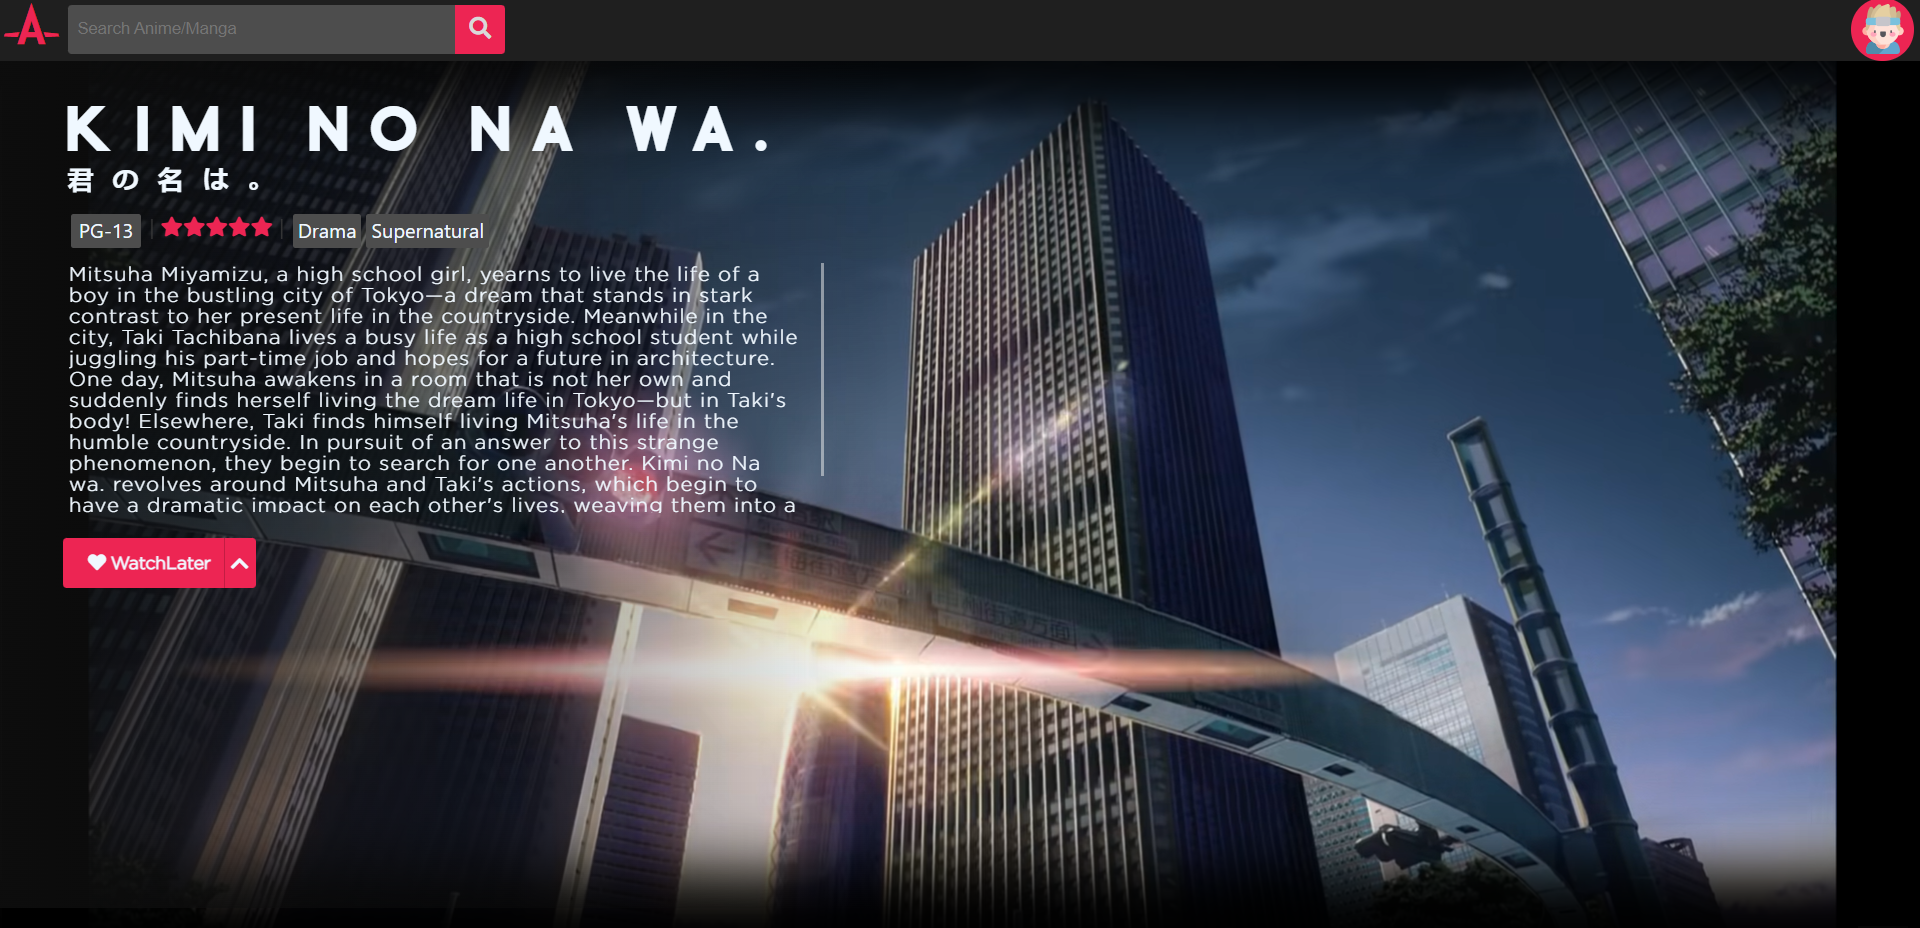 Search Anime/Manga
KIMI NO NA WA.
君の名は。
PG-13
Drama
Supernatural
Mitsuha Miyamizu, a high school girl, yearns to live the life of a
boy in the bustling city of Tokyo—a dream that stands in stark
contrast to her present life in the countryside. Meanwhile in the
city, Taki Tachibana lives a busy life as a high school student while
juggling his part-time job and hopes for a future in architecture.
One day, Mitsuha awakens in a room that is not her own and
suddenly finds herself living the dream life in Tokyo—but in Taki's
body! Elsewhere, Taki finds himself living Mitsuha's life in the
humble countryside. In pursuit of an answer to this strange
phenomenon, they begin to search for one another. Kimi no Na
wa. revolves around Mitsuha and Taki's actions, which begin to
have a dramatic impact on each other's lives, weaving them into a
WatchLater